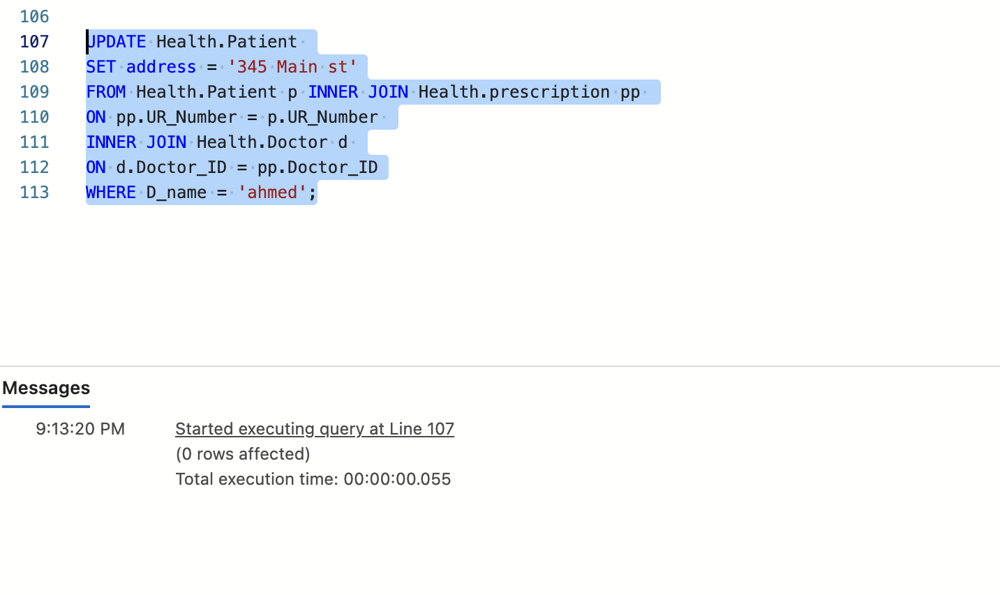 106
107 UPDATE Health.Patient
108 SET address = '345 Main st'
109 FROM Health.Patient p INNER JOIN Health.prescription pp
110 ON pp.UR_Number = p.UR_Number
111 INNER JOIN Health.Doctor d
112 ON d.Doctor_ID = pp.Doctor_ID
113 WHERE D_name = 'ahmed';
Messages
9:13:20 PM Started executing query at Line 107
(0 rows affected)
Total execution time: 00:00:00.055